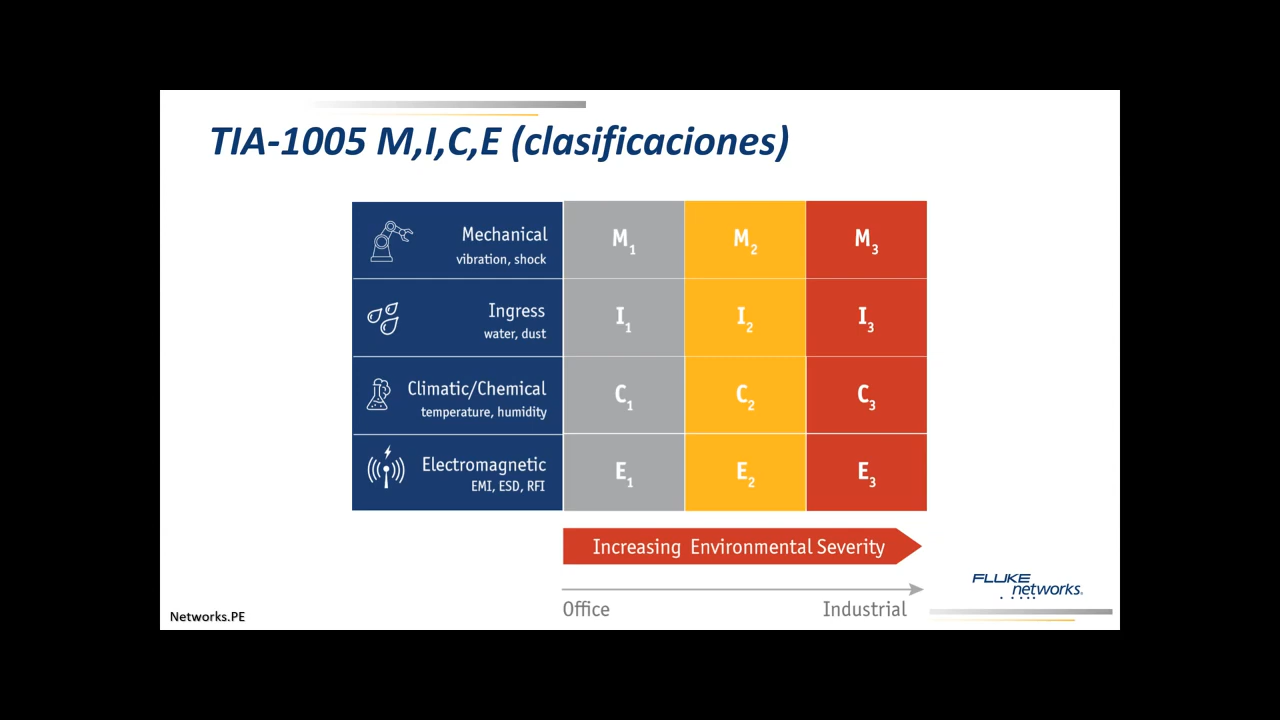 TIA-1005 M,I,C,E (clasificaciones)
Mechanical
vibration, shock
M1 M2 M3
Ingress
water, dust
I1 I2 I3
Climatic/Chemical
temperature, humidity
C1 C2 C3
Electromagnetic
EMI, ESD, RFI
E1 E2 E3
Increasing Environmental Severity
Office Industrial
FLUKE
networks.
Networks.PE